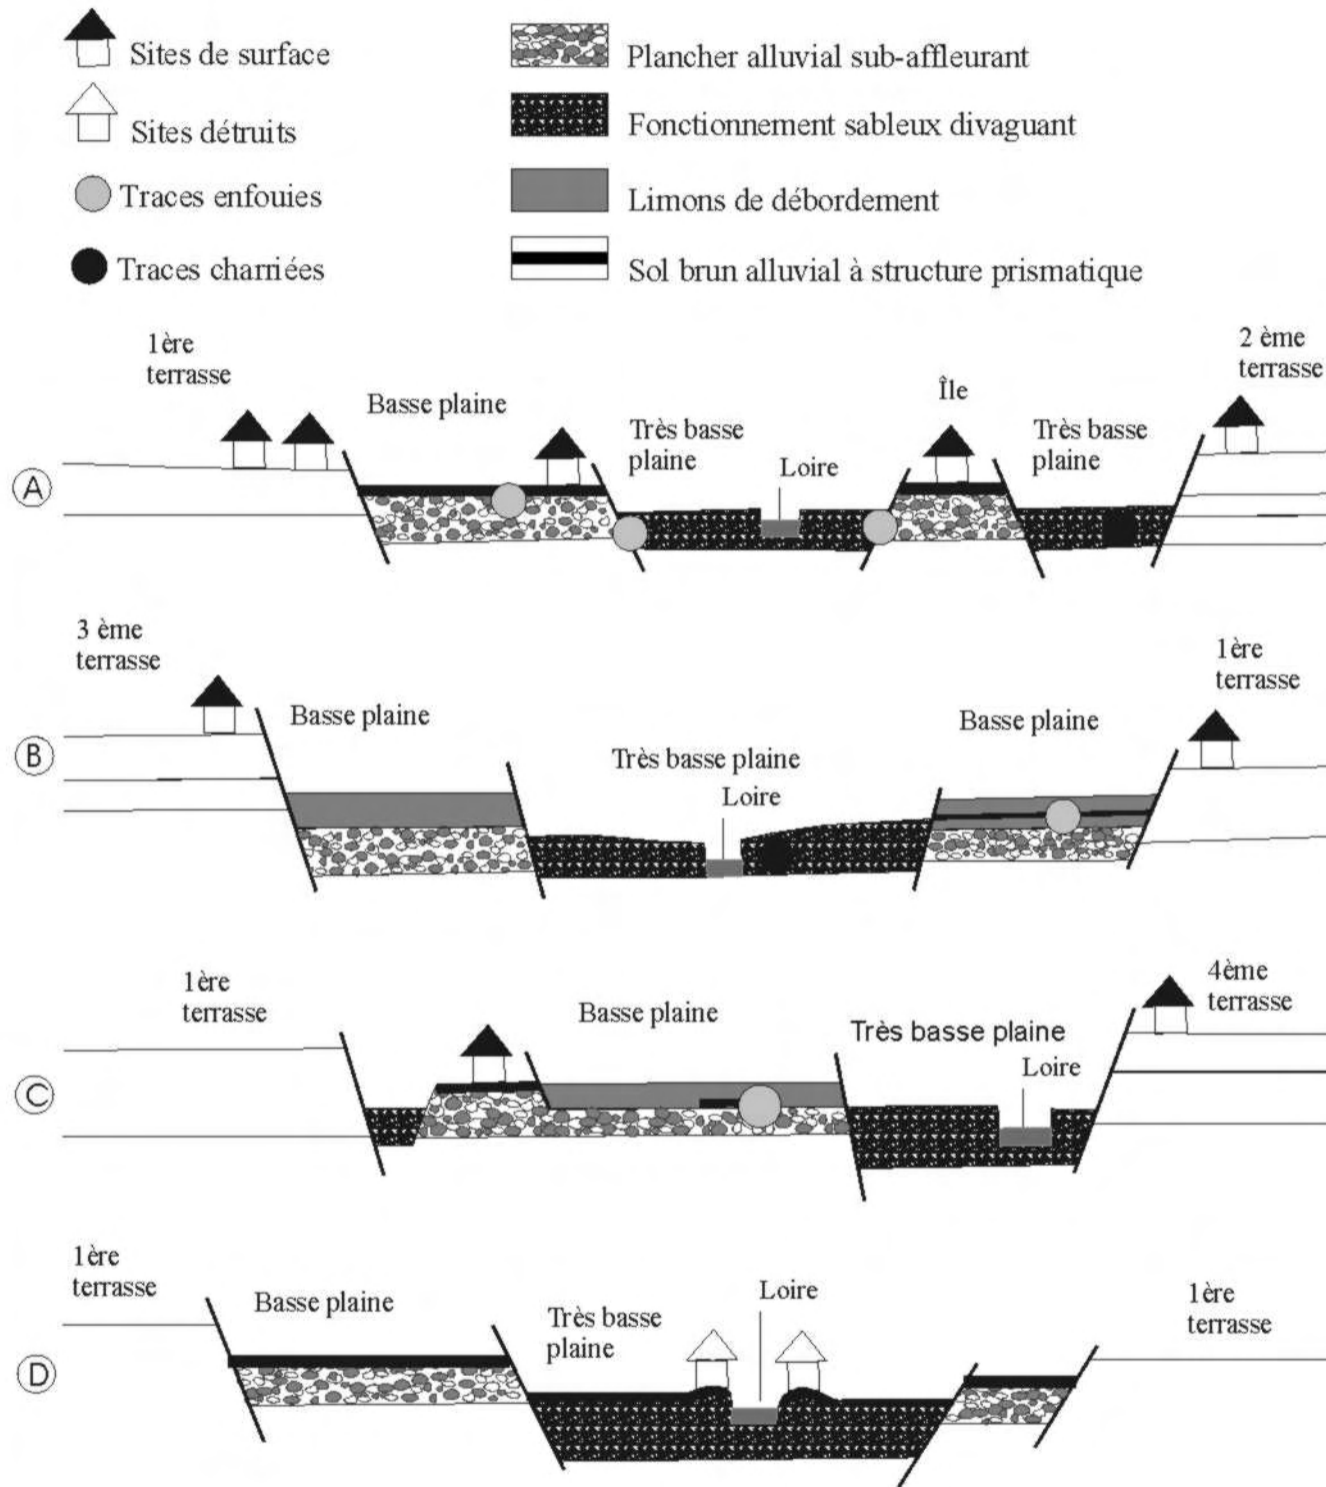 Sites de surface
Sites détruits
Traces enfouies
Traces charriées
Plancher alluvial sub-affleurant
Fonctionnement sableux divaguant
Limons de débordement
Sol brun alluvial à structure prismatique
A
1ère
terrasse
Basse plaine
Très basse
plaine
Loire
Île
Très basse
plaine
2 ème
terrasse
B
3 ème
terrasse
Basse plaine
Très basse plaine
Loire
Basse plaine
1ère
terrasse
C
1ère
terrasse
Basse plaine
Très basse plaine
Loire
4ème
terrasse
D
1ère
terrasse
Basse plaine
Très basse
plaine
Loire
1ère
terrasse